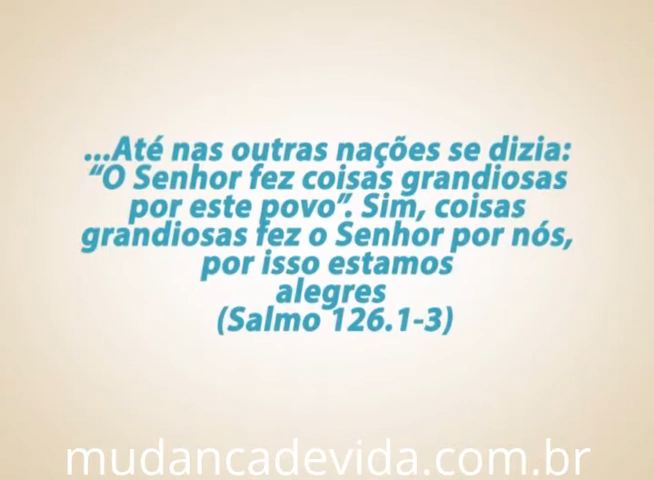 ...Até nas outras nações se dizia:
“O Senhor fez coisas grandiosas
por este povo”. Sim, coisas
grandiosas fez o Senhor por nós,
por isso estamos
alegres
(Salmo 126.1-3)
mudancadevida.com.br